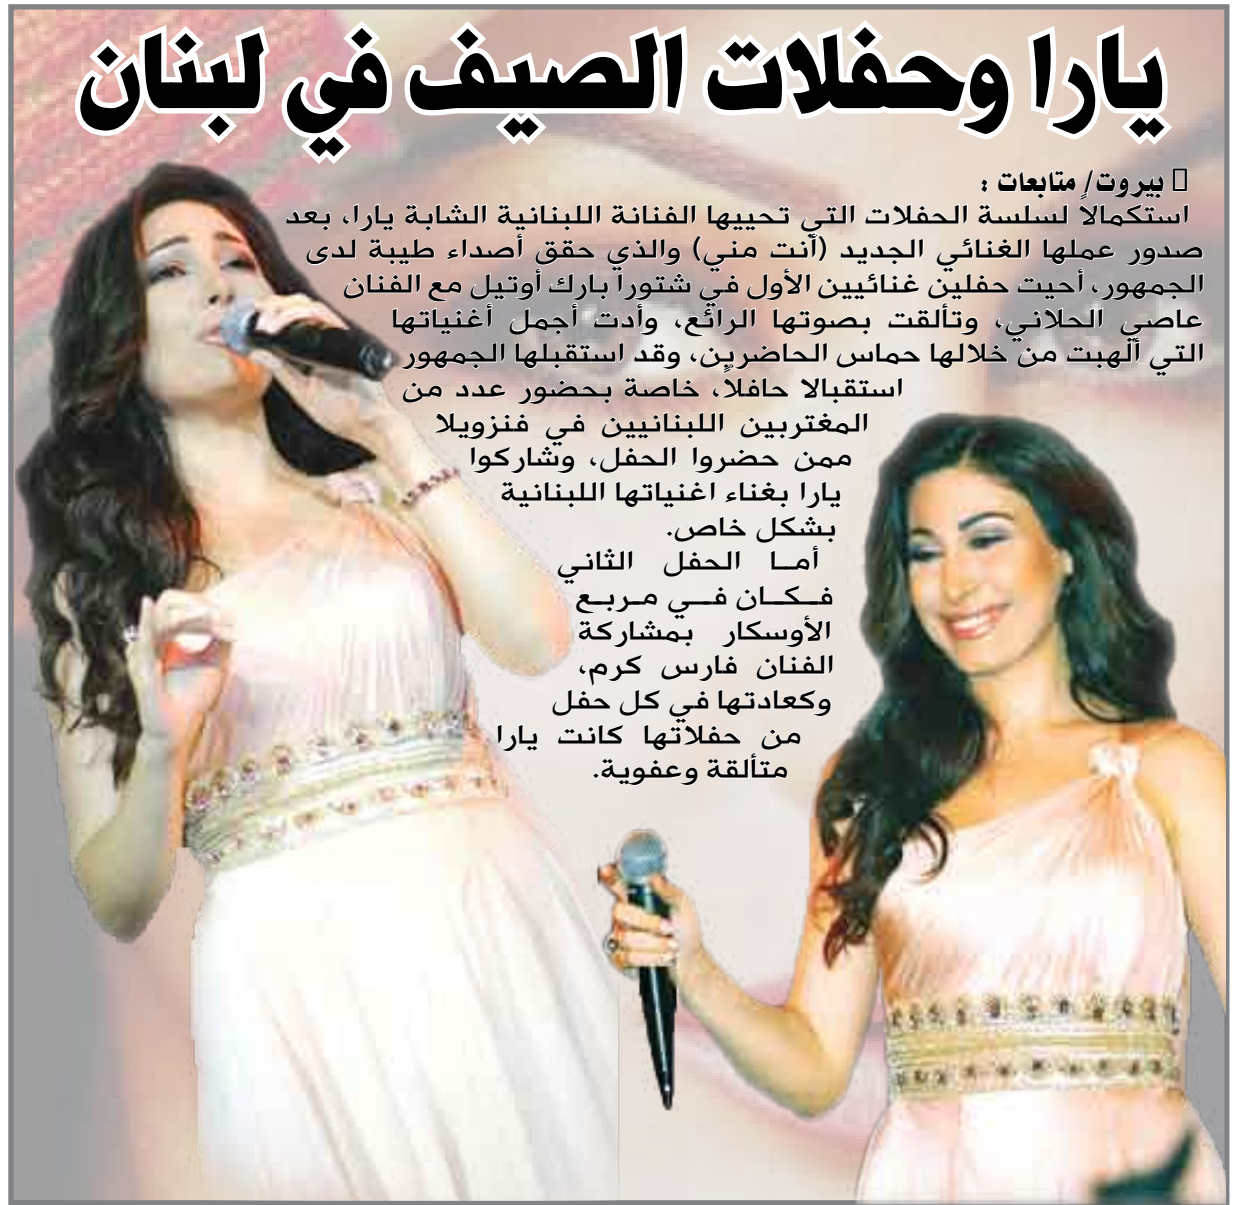 يارا وحفلات الصيف في لبنان
بيروت/ متابعات :
استكمالاً لسلسة الحفلات التي تحييها الفنانة اللبنانية الشابة يارا، بعد
صدور عملها الغنائي الجديد (أنت مني) والذي حقق أصداء طيبة لدى
الجمهور، أحيت حفلين غنائيين الأول في شتورا بارك أوتيل مع الفنان
عاصي الحلاني، وتألقت بصوتها الرائع، وأدت أجمل أغنياتها
التي ألهبت من خلالها حماس الحاضرين، وقد استقبلها الجمهور
استقبالا حافلاً، خاصة بحضور عدد من
المغتربين اللبنانيين في فنزويلا
ممن حضروا الحفل، وشاركوا
يارا بغناء اغنياتها اللبنانية
بشكل خاص.
أمـا الحفل الثاني
فـكـان فـي مـربـع
الأوسكار بمشاركة
الفنان فارس كرم،
وكعادتها في كل حفل
من حفلاتها كانت يارا
متألقة وعفوية.